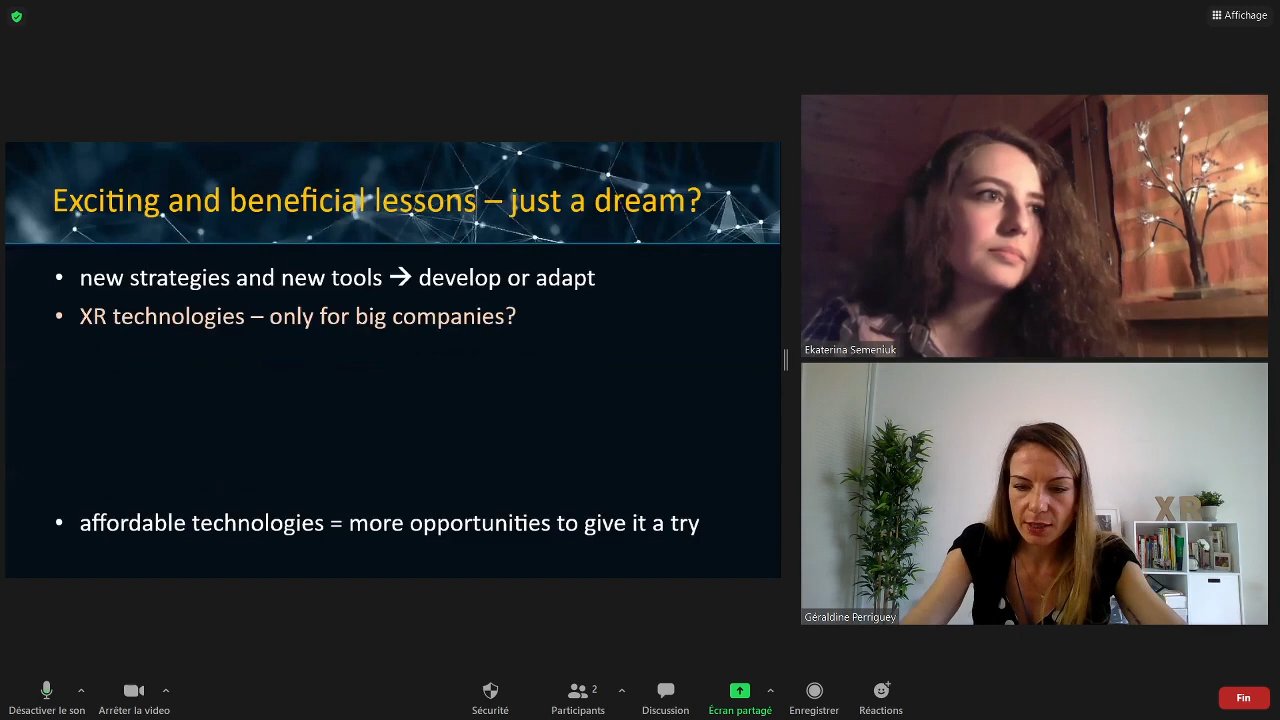 Affichage
Exciting and beneficial lessons – just a dream?
• new strategies and new tools → develop or adapt
• XR technologies – only for big companies?
• affordable technologies = more opportunities to give it a try
Ekaterina Semeniuk
XR
Géraldine Perriguey
Désactiver le son
Arrêter la video
Sécurité
Participants
2
Discussion
Écran partagé
Enregistrer
Réactions
Fin